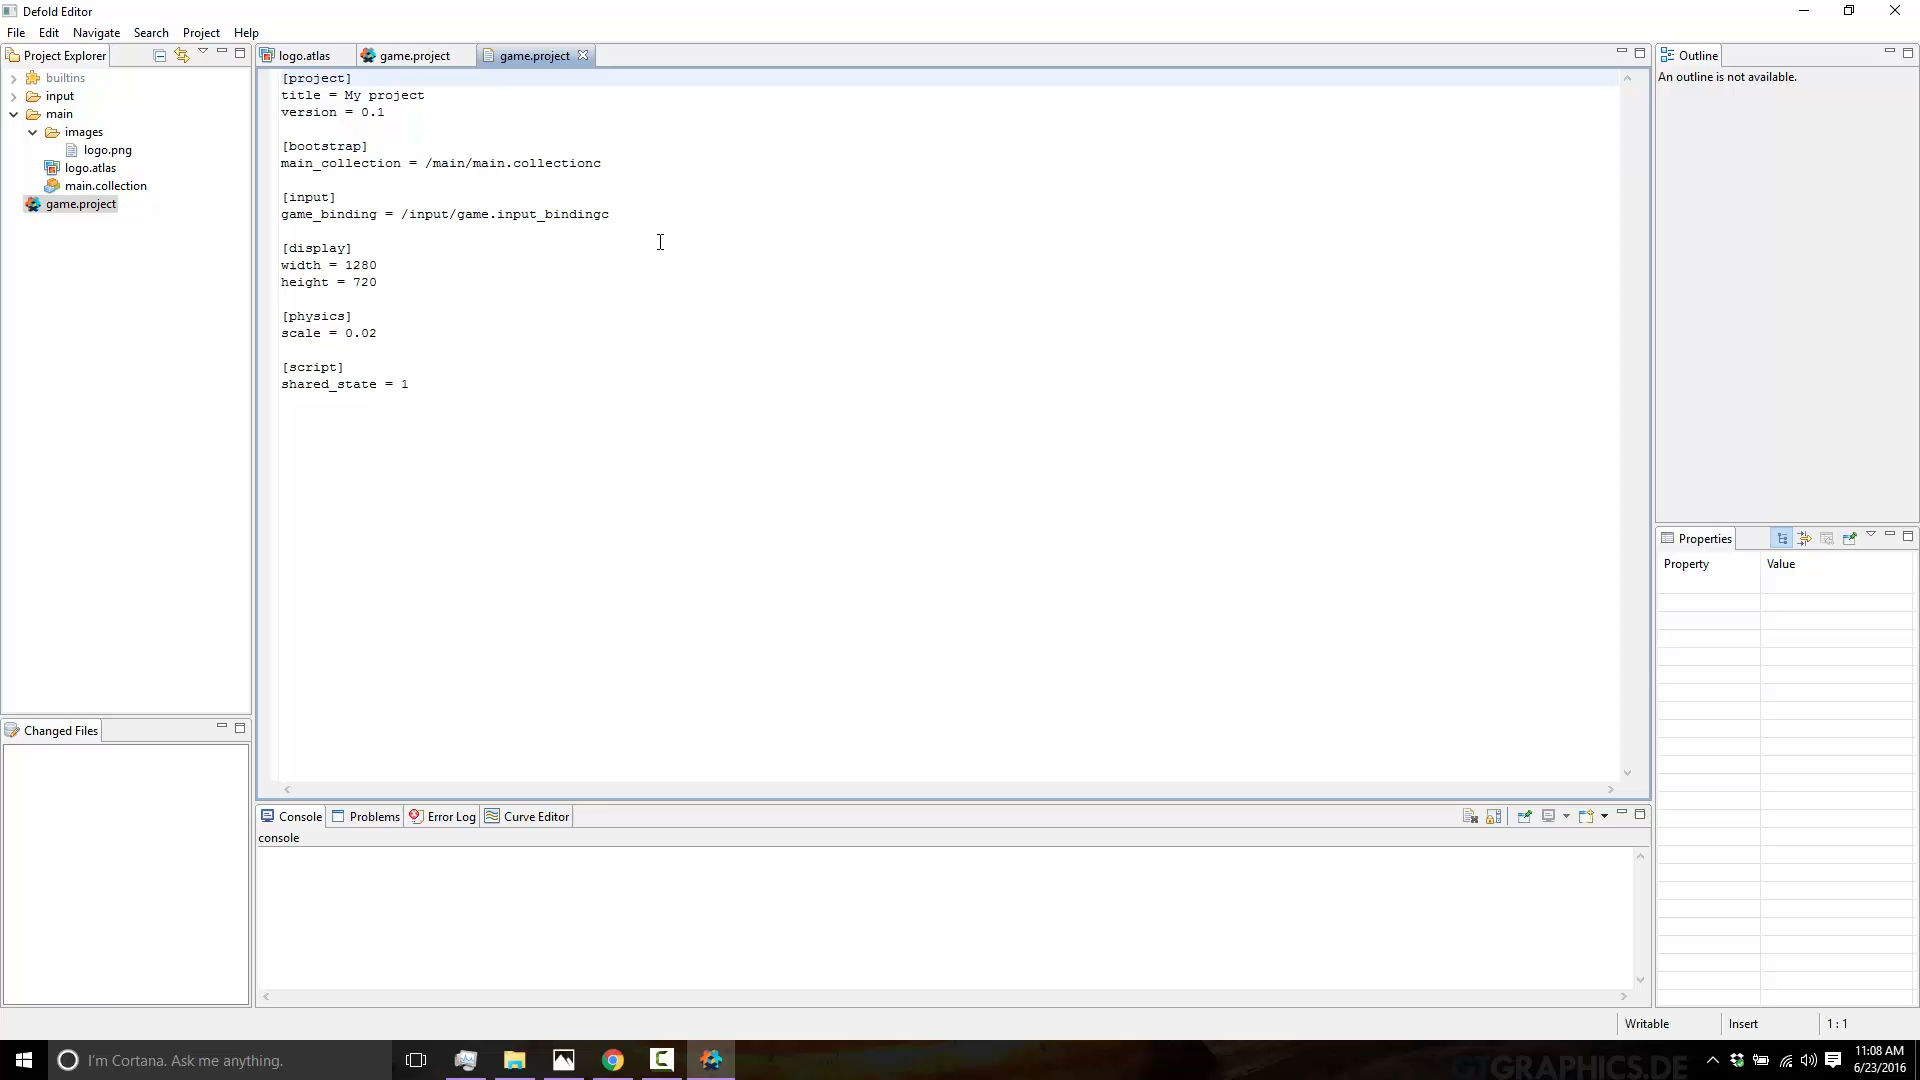 Defold Editor
File Edit Navigate Search Project Help
Project Explorer
builtins
input
main
images
logo.png
logo.atlas
main.collection
game.project
logo.atlas
game.project
game.project
[project]
title = My project
version = 0.1
[bootstrap]
main_collection = /main/main.collectionc
[input]
game_binding = /input/game.input_bindingc
[display]
width = 1280
height = 720
[physics]
scale = 0.02
[script]
shared_state = 1
Outline
An outline is not available.
Properties
Property Value
Changed Files
Console Problems Error Log Curve Editor
console
Writable Insert 1 : 1
I'm Cortana. Ask me anything.
GTGRAPHICS.DE
11:08 AM
6/23/2016